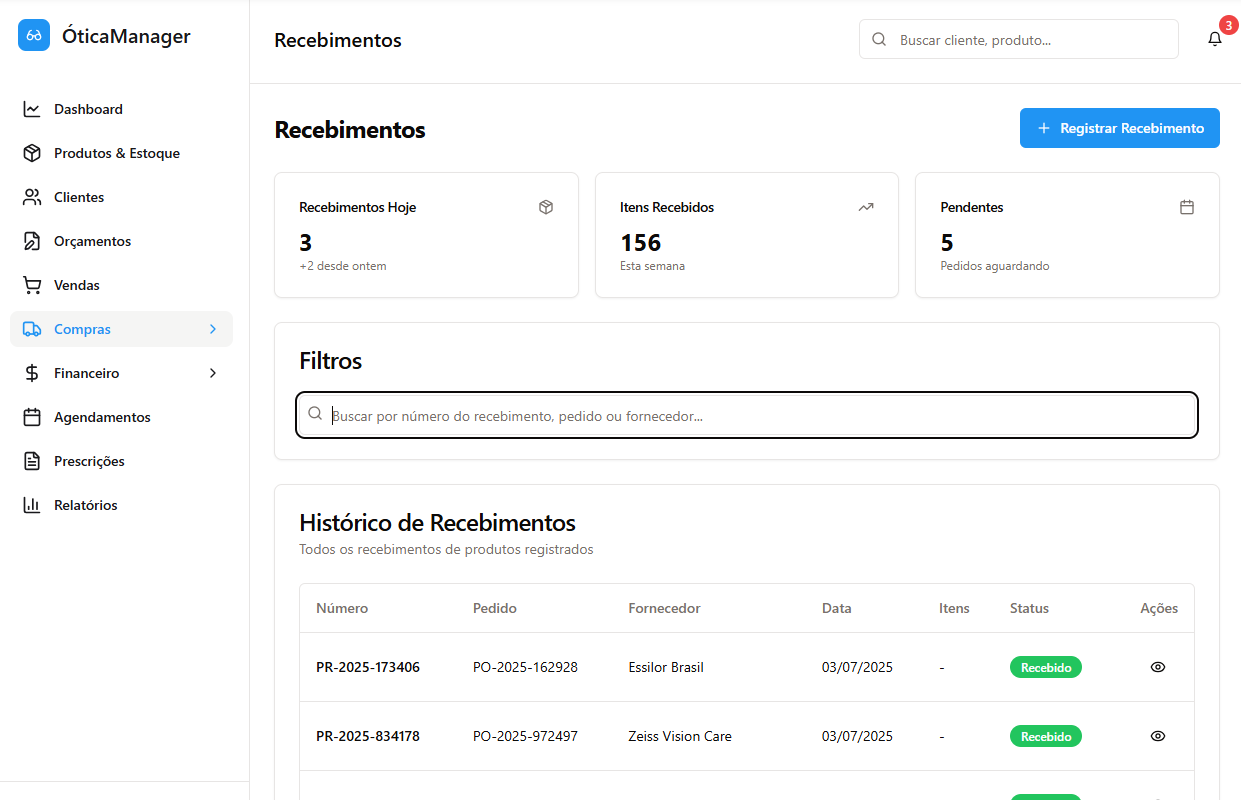 ÓticaManager
Recebimentos
Buscar cliente, produto...
3
Dashboard
Produtos & Estoque
Clientes
Orçamentos
Vendas
Compras
Financeiro
Agendamentos
Prescrições
Relatórios
Recebimentos
Registrar Recebimento
Recebimentos Hoje
3
+2 desde ontem
Itens Recebidos
156
Esta semana
Pendentes
5
Pedidos aguardando
Filtros
Buscar por número do recebimento, pedido ou fornecedor...
Histórico de Recebimentos
Todos os recebimentos de produtos registrados
Número Pedido Fornecedor Data Itens Status Ações
PR-2025-173406 PO-2025-162928 Essilor Brasil 03/07/2025 - Recebido
PR-2025-834178 PO-2025-972497 Zeiss Vision Care 03/07/2025 - Recebido